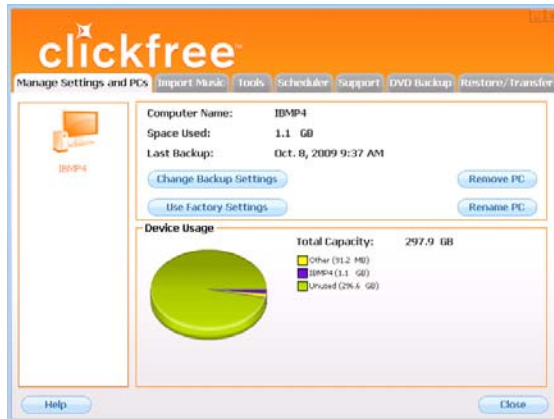 clickfree™
Manage Settings and PCs Import Music Tools Scheduler Support DVD Backup Restore/Transfer
IBMP4
Computer Name: IBMP4
Space Used: 1.1 GB
Last Backup: Oct. 8, 2009 9:37 AM
Change Backup Settings Remove PC
Use Factory Settings Rename PC
Device Usage
Total Capacity: 297.9 GB
Other (91.2 MB)
IBMP4 (1.1 GB)
Unused (296.6 GB)
Help Close